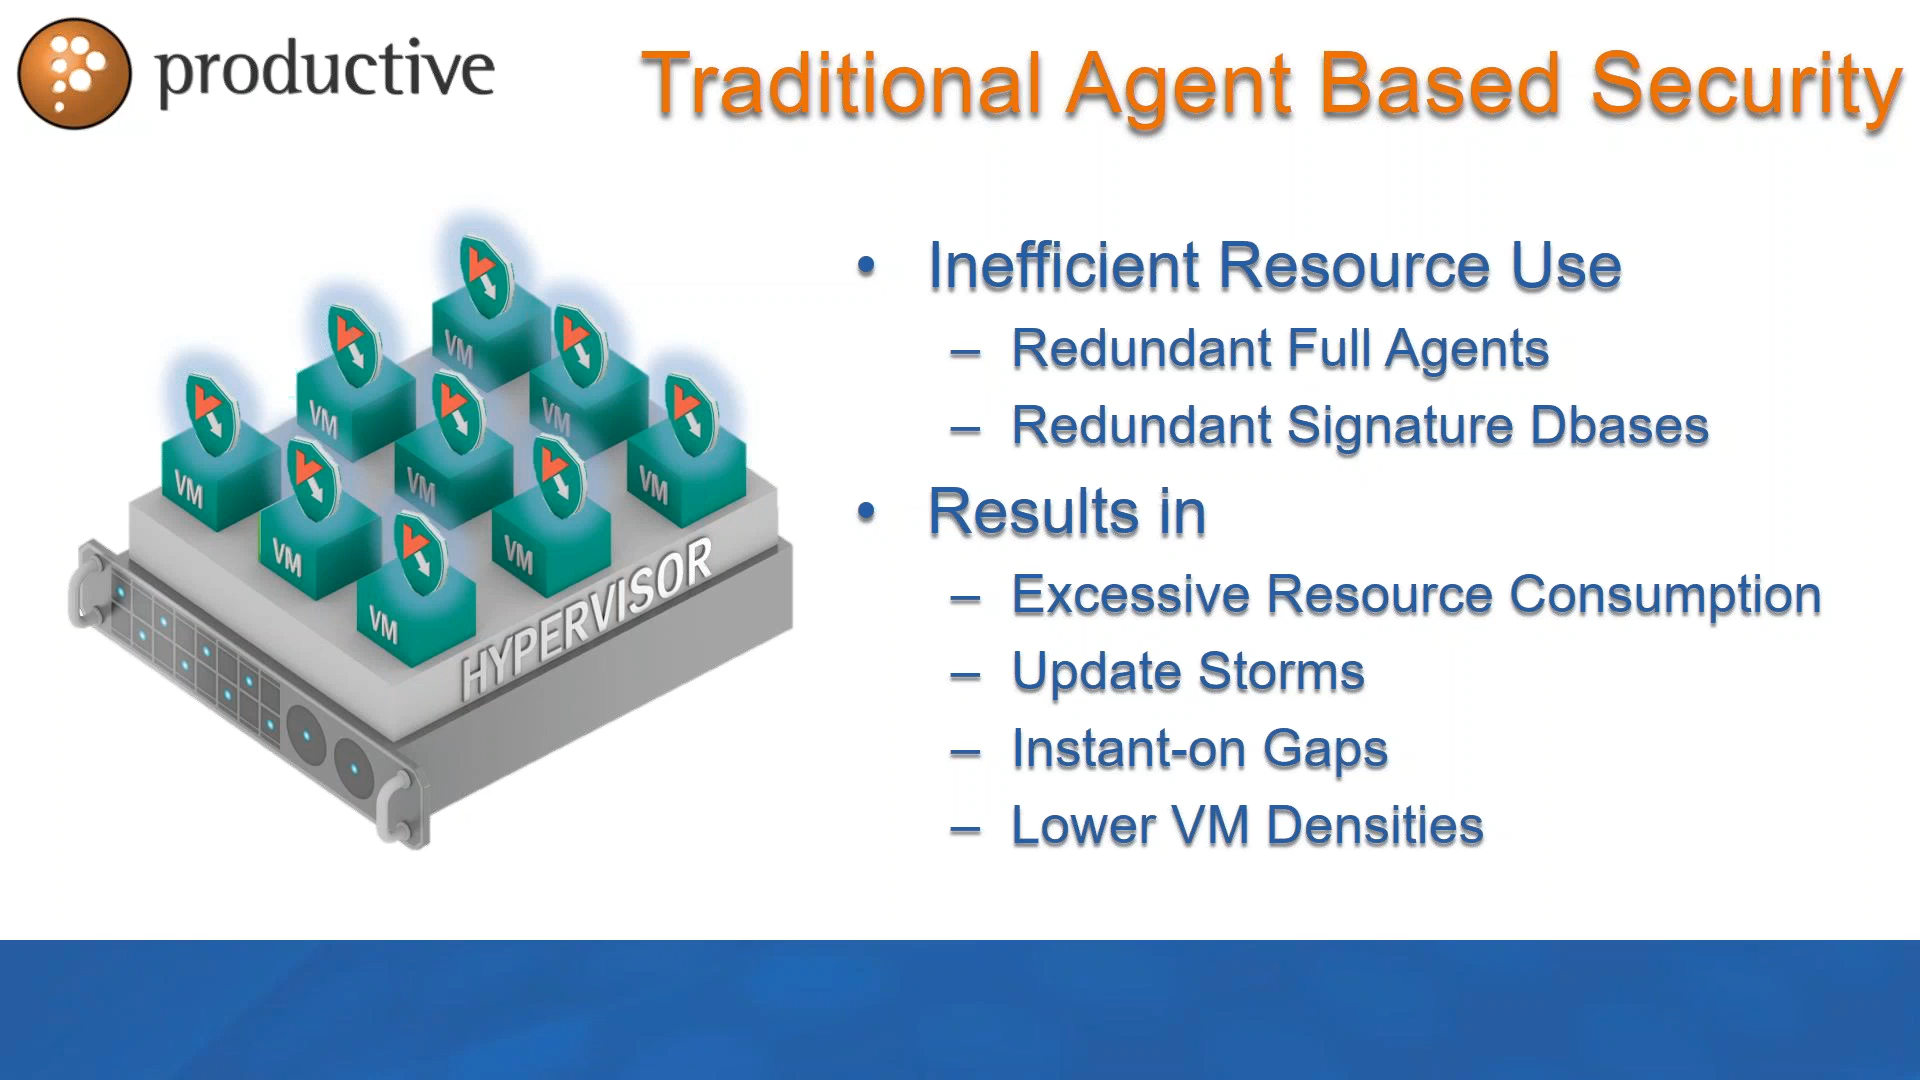 productive
Traditional Agent Based Security
• Inefficient Resource Use
– Redundant Full Agents
– Redundant Signature Dbases
• Results in
– Excessive Resource Consumption
– Update Storms
– Instant-on Gaps
– Lower VM Densities
VM
VM
VM
VM
VM
VM
VM
VM
VM
HYPERVISOR